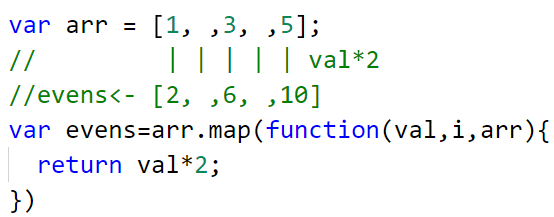 var arr = [1, ,3, ,5];
//         | | | | | val*2
//evens<- [2, ,6, ,10]
var evens=arr.map(function(val,i,arr){
  return val*2;
})